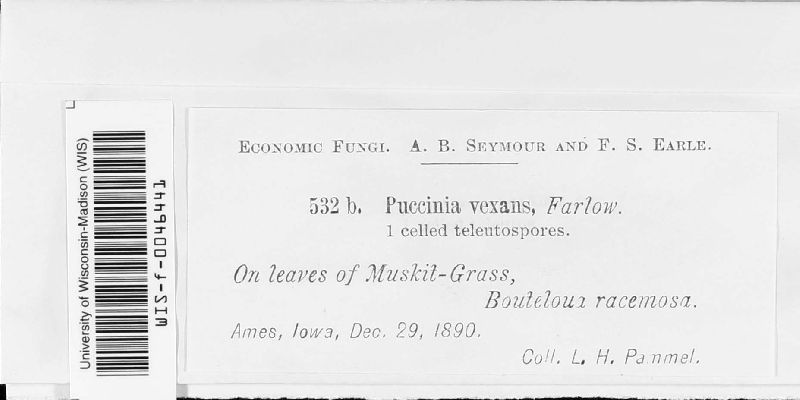 ECONOMIC FUNGI. A. B. SEYMOUR AND F. S. EARLE.
532 b. Puccinia vexans, Farlow.
1 celled teleutospores.
On leaves of Muskit-Grass,
Bouteloua racemosa.
Ames, Iowa, Dec. 29, 1890.
Coll. L. H. Pammel.
University of Wisconsin-Madison (WIS)
WIS-f-0044641